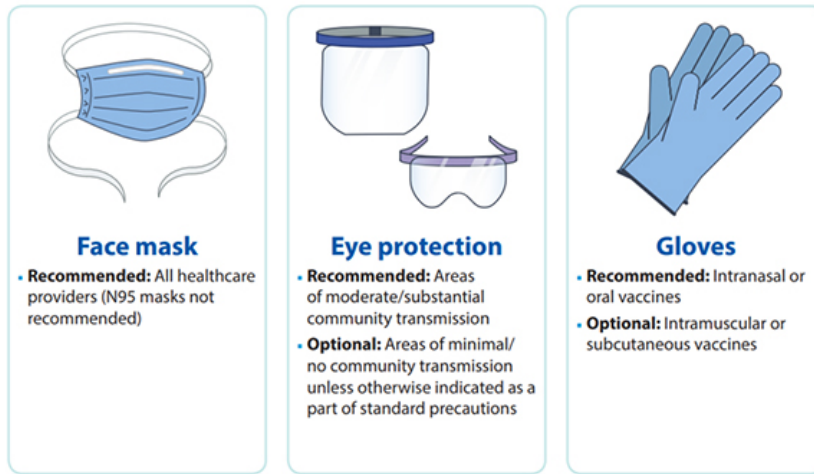 Face mask
• Recommended: All healthcare
providers (N95 masks not
recommended)
Eye protection
• Recommended: Areas
of moderate/substantial
community transmission
• Optional: Areas of minimal/
no community transmission
unless otherwise indicated as a
part of standard precautions
Gloves
• Recommended: Intranasal or
oral vaccines
• Optional: Intramuscular or
subcutaneous vaccines